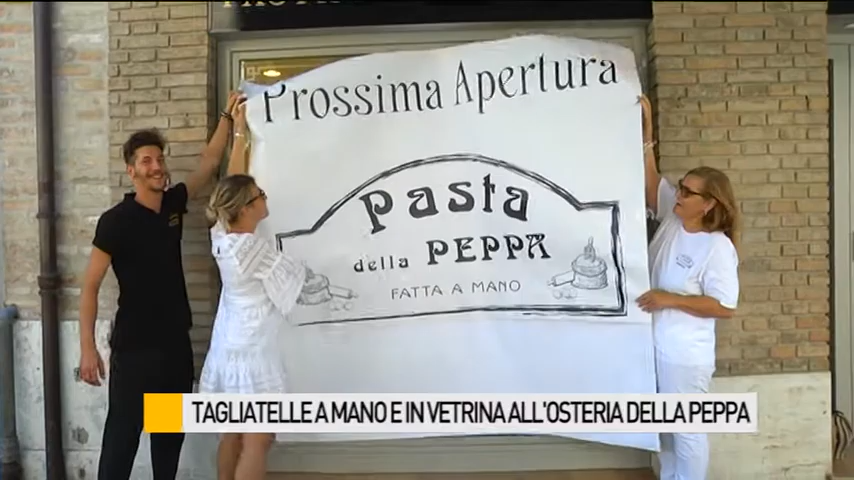 Prossima Apertura
Pasta
della PEPPA
FATTA A MANO
TAGLIATELLE A MANO E IN VETRINA ALL'OSTERIA DELLA PEPPA